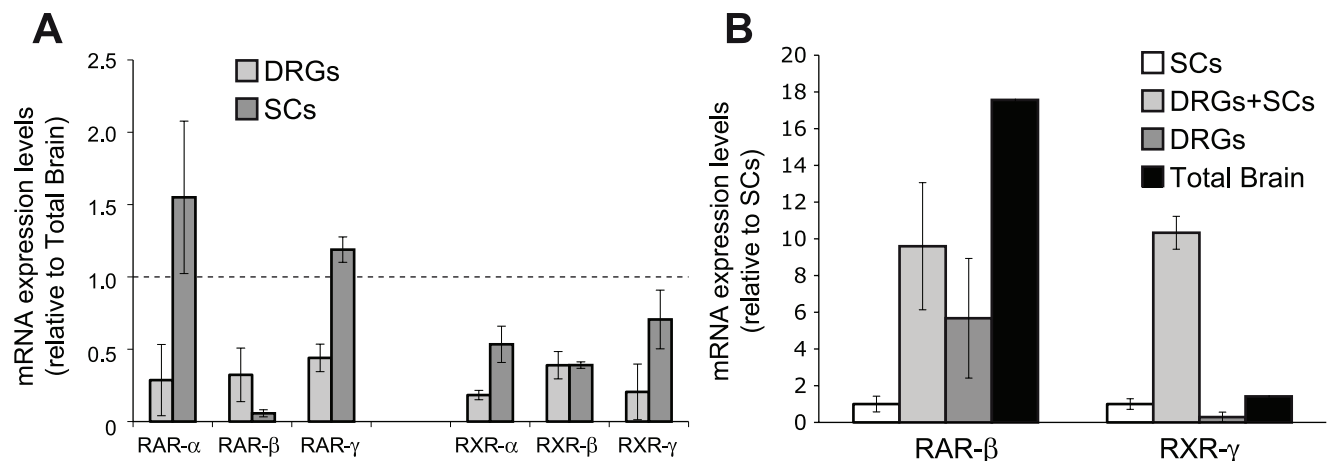 A
mRNA expression levels
(relative to Total Brain)
2.5
2.0
1.5
1.0
0.5
0
DRGs
SCs
RAR-α
RAR-β
RAR-γ
RXR-α
RXR-β
RXR-γ
B
mRNA expression levels
(relative to SCs)
20
18
16
14
12
10
8
6
4
2
0
SCs
DRGs+SCs
DRGs
Total Brain
RAR-β
RXR-γ